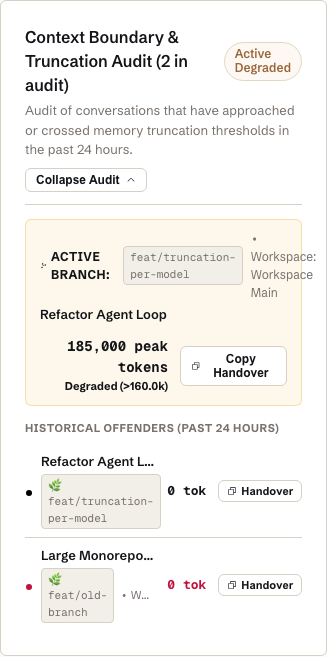 Context Boundary &
Truncation Audit (2 in
audit)
Active
Degraded
Audit of conversations that have approached
or crossed memory truncation thresholds in
the past 24 hours.
Collapse Audit
ACTIVE
BRANCH:
feat/truncation-
per-model
•
Workspace:
Workspace
Main
Refactor Agent Loop
185,000 peak
tokens
Degraded (>160.0k)
Copy
Handover
HISTORICAL OFFENDERS (PAST 24 HOURS)
Refactor Agent L...
🌿
feat/truncation-
per-model
0 tok
Handover
Large Monorepo...
🌿
feat/old-
branch
• W...
0 tok
Handover